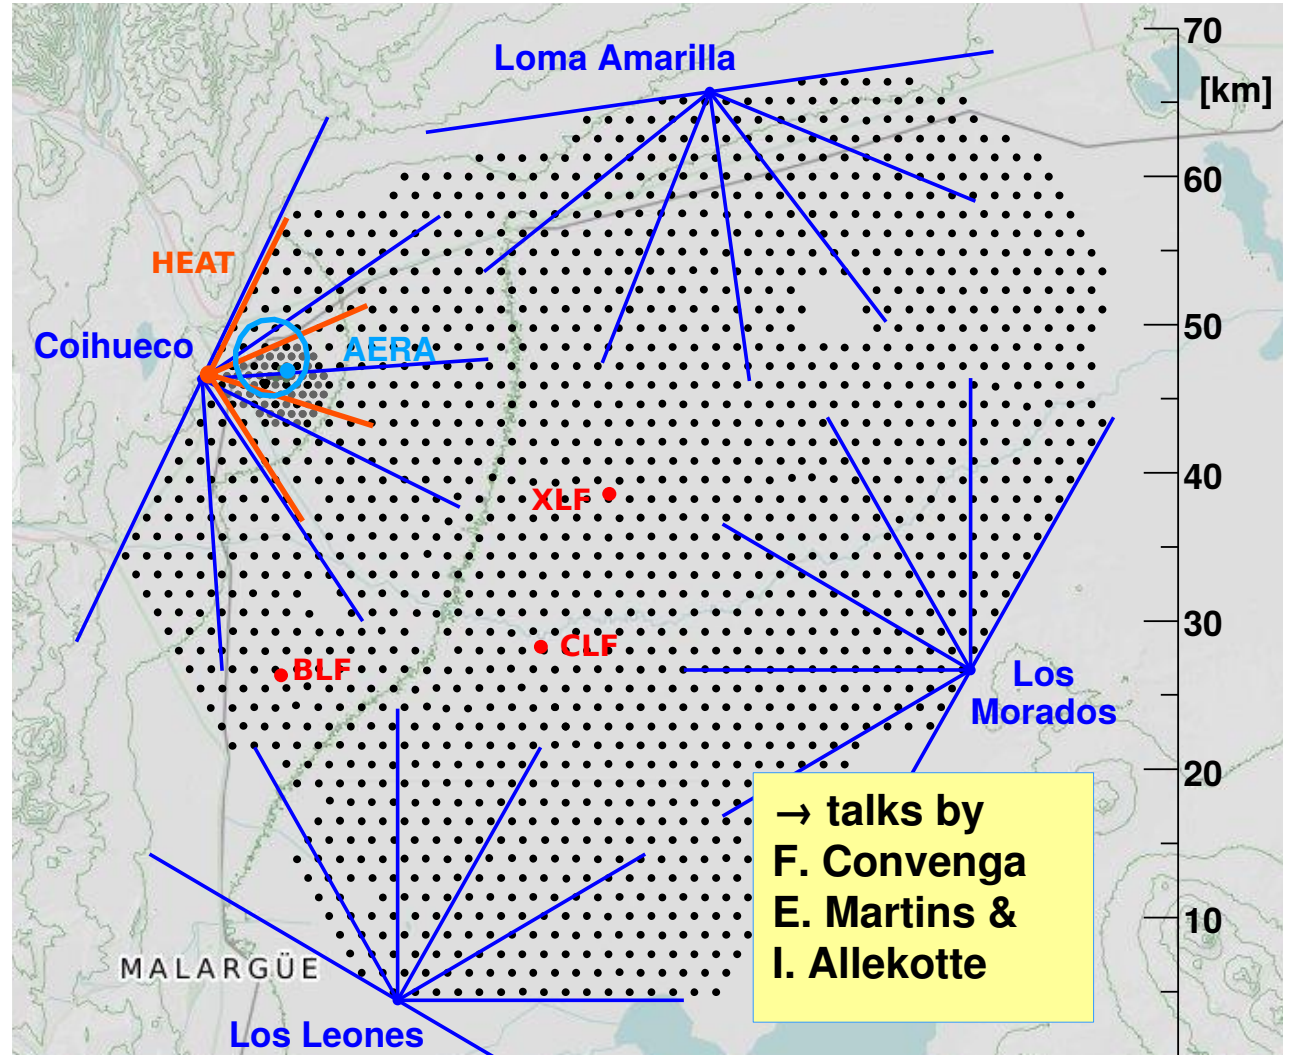 Loma Amarilla
70
[km]
60
HEAT
50
Coihueco
AERA
40
XLF
30
CLF
BLF
Los
Morados
20
→ talks by
F. Convenga
E. Martins &
I. Allekotte
10
MALARGÜE
Los Leones